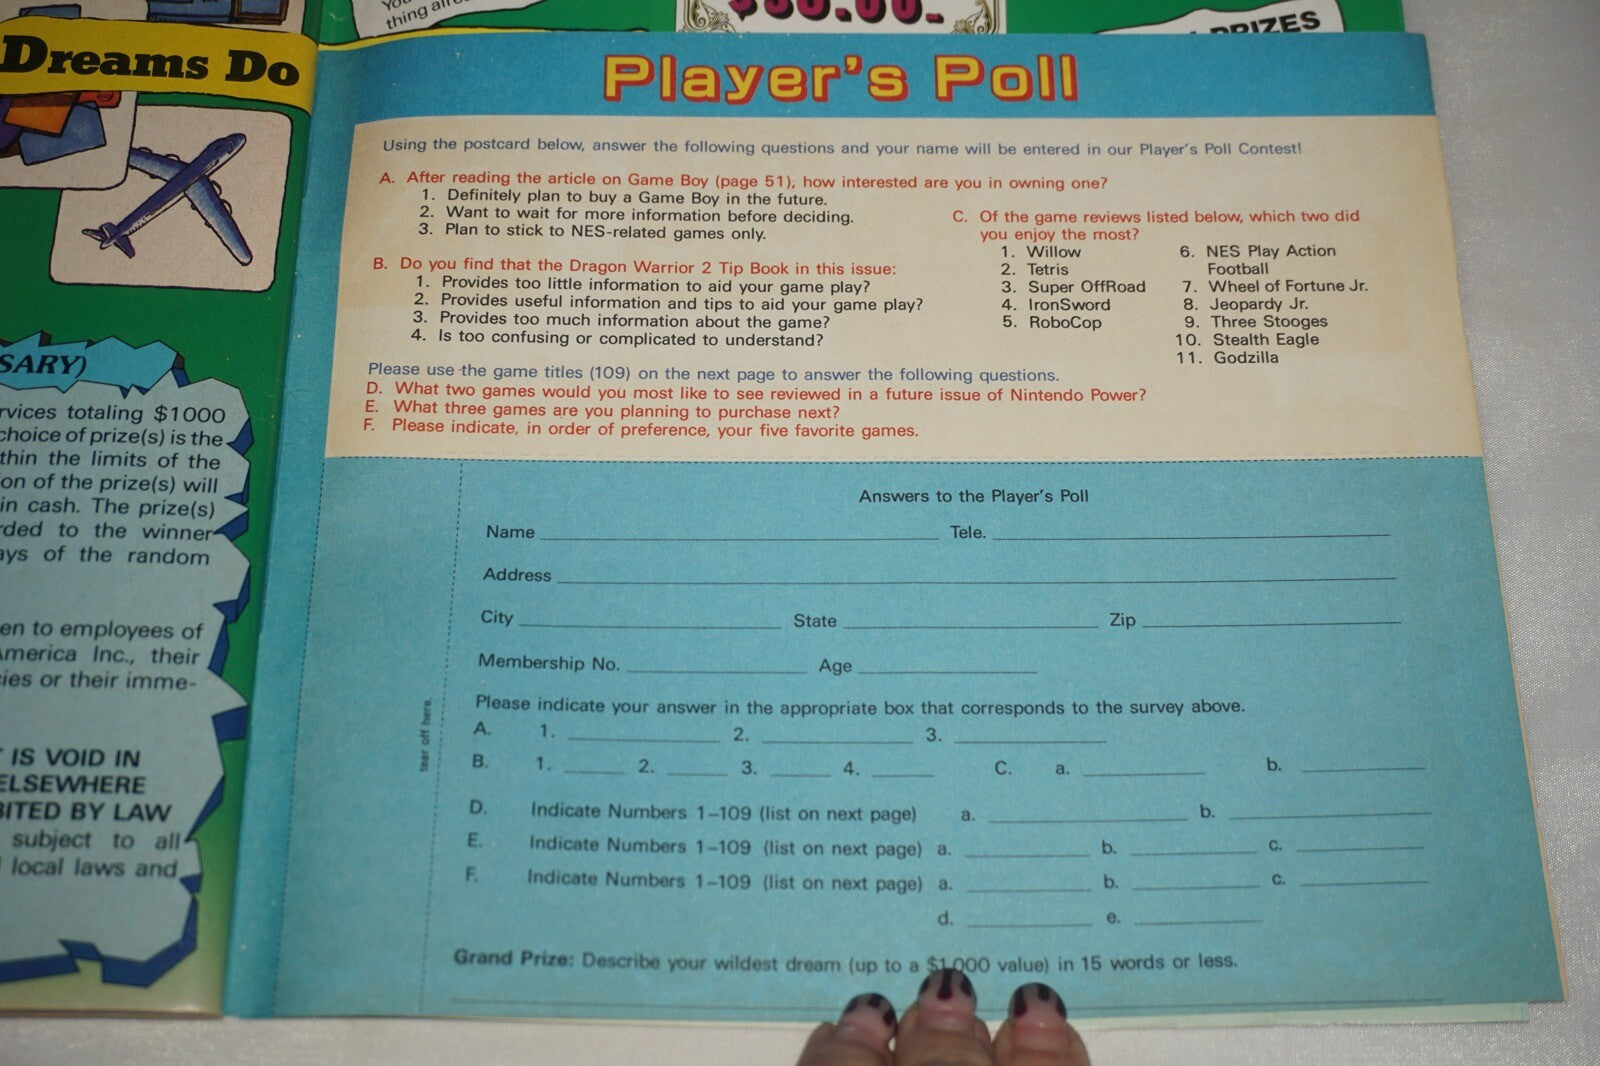 You
thing
$50.00
PRIZES
Dreams Do
SARY)
rvices totaling $1000
choice of prize(s) is the
thin the limits of the
on of the prize(s) will
in cash. The prize(s)
rded to the winner
ays of the random
en to employees of
America Inc., their
cies or their imme-
IS VOID IN
ELSEWHERE
BITED BY LAW
subject to all
local laws and
Player's Poll
Using the postcard below, answer the following questions and your name will be entered in our Player's Poll Contest!
A. After reading the article on Game Boy (page 51), how interested are you in owning one?
1. Definitely plan to buy a Game Boy in the future.
2. Want to wait for more information before deciding.
3. Plan to stick to NES-related games only.
B. Do you find that the Dragon Warrior 2 Tip Book in this issue:
1. Provides too little information to aid your game play?
2. Provides useful information and tips to aid your game play?
3. Provides too much information about the game?
4. Is too confusing or complicated to understand?
C. Of the game reviews listed below, which two did
you enjoy the most?
1. Willow
2. Tetris
3. Super OffRoad
4. IronSword
5. RoboCop
6. NES Play Action
Football
7. Wheel of Fortune Jr.
8. Jeopardy Jr.
9. Three Stooges
10. Stealth Eagle
11. Godzilla
Please use the game titles (109) on the next page to answer the following questions.
D. What two games would you most like to see reviewed in a future issue of Nintendo Power?
E. What three games are you planning to purchase next?
F. Please indicate, in order of preference, your five favorite games.
tear off here.
Answers to the Player's Poll
Name Tele.
Address
City State Zip
Membership No. Age
Please indicate your answer in the appropriate box that corresponds to the survey above.
A. 1. 2. 3.
B. 1. 2. 3. 4. C. a. b.
D. Indicate Numbers 1–109 (list on next page) a. b.
E. Indicate Numbers 1–109 (list on next page) a. b. c.
F. Indicate Numbers 1–109 (list on next page) a. b. c.
d. e.
Grand Prize: Describe your wildest dream (up to a $1,000 value) in 15 words or less.